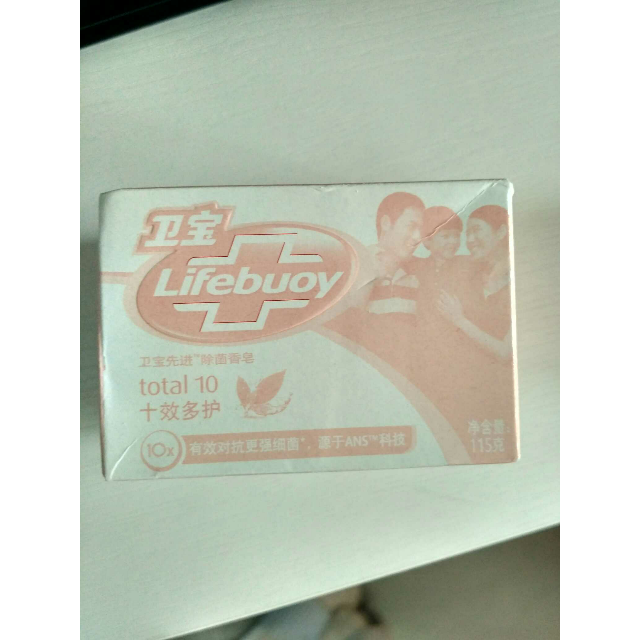 卫宝
Lifebuoy
卫宝先进+除菌香皂
total 10
十效多护
10x 有效对抗更强细菌*，源于ANS™科技
净含量:
115克